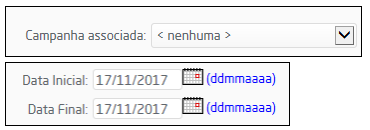 Campanha associada: < nenhuma >
Data Inicial: 17/11/2017 (ddmmaaaa)
Data Final: 17/11/2017 (ddmmaaaa)